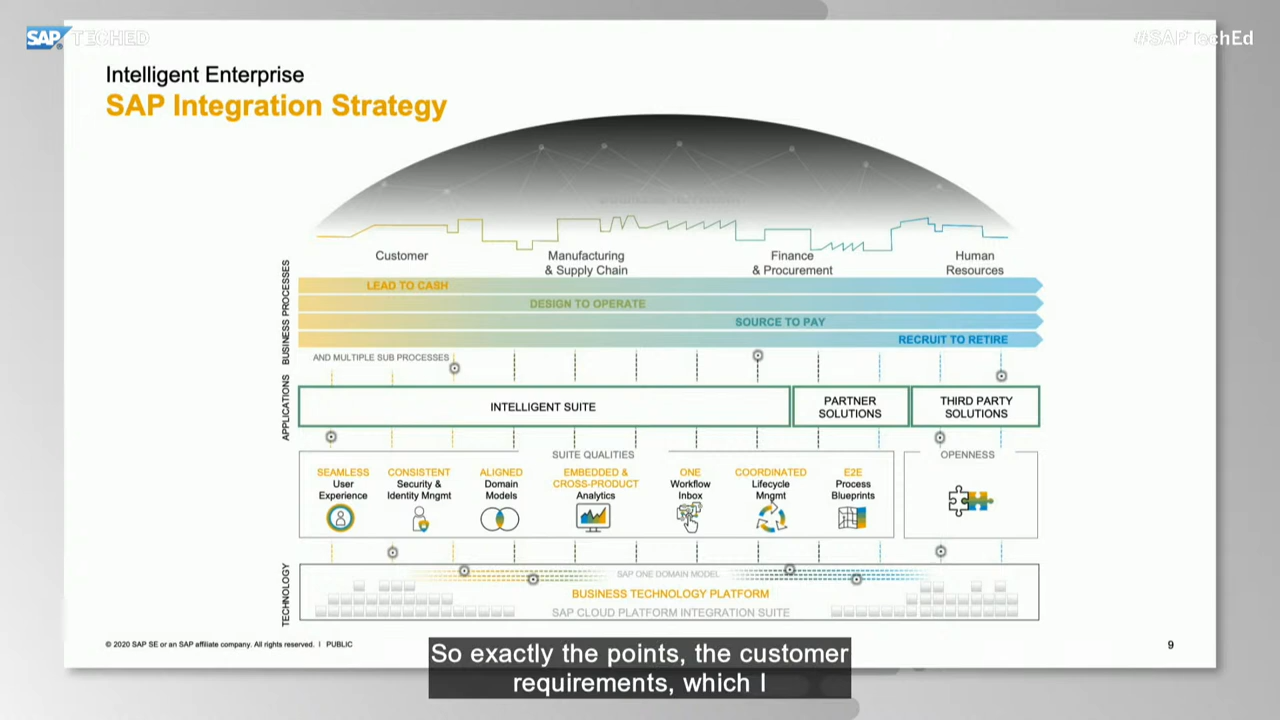 SAP TECHED
#SAPTechEd
Intelligent Enterprise
SAP Integration Strategy
Customer
Manufacturing
& Supply Chain
Finance
& Procurement
Human
Resources
BUSINESS PROCESSES
LEAD TO CASH
DESIGN TO OPERATE
SOURCE TO PAY
RECRUIT TO RETIRE
AND MULTIPLE SUB PROCESSES
APPLICATIONS
INTELLIGENT SUITE
PARTNER
SOLUTIONS
THIRD PARTY
SOLUTIONS
SUITE QUALITIES
SEAMLESS
User
Experience
CONSISTENT
Security &
Identity Mngmt
ALIGNED
Domain
Models
EMBEDDED &
CROSS-PRODUCT
Analytics
ONE
Workflow
Inbox
COORDINATED
Lifecycle
Mngmt
E2E
Process
Blueprints
OPENNESS
TECHNOLOGY
SAP ONE DOMAIN MODEL
BUSINESS TECHNOLOGY PLATFORM
SAP CLOUD PLATFORM INTEGRATION SUITE
© 2020 SAP SE or an SAP affiliate company. All rights reserved. I PUBLIC
9
So exactly the points, the customer
requirements, which I